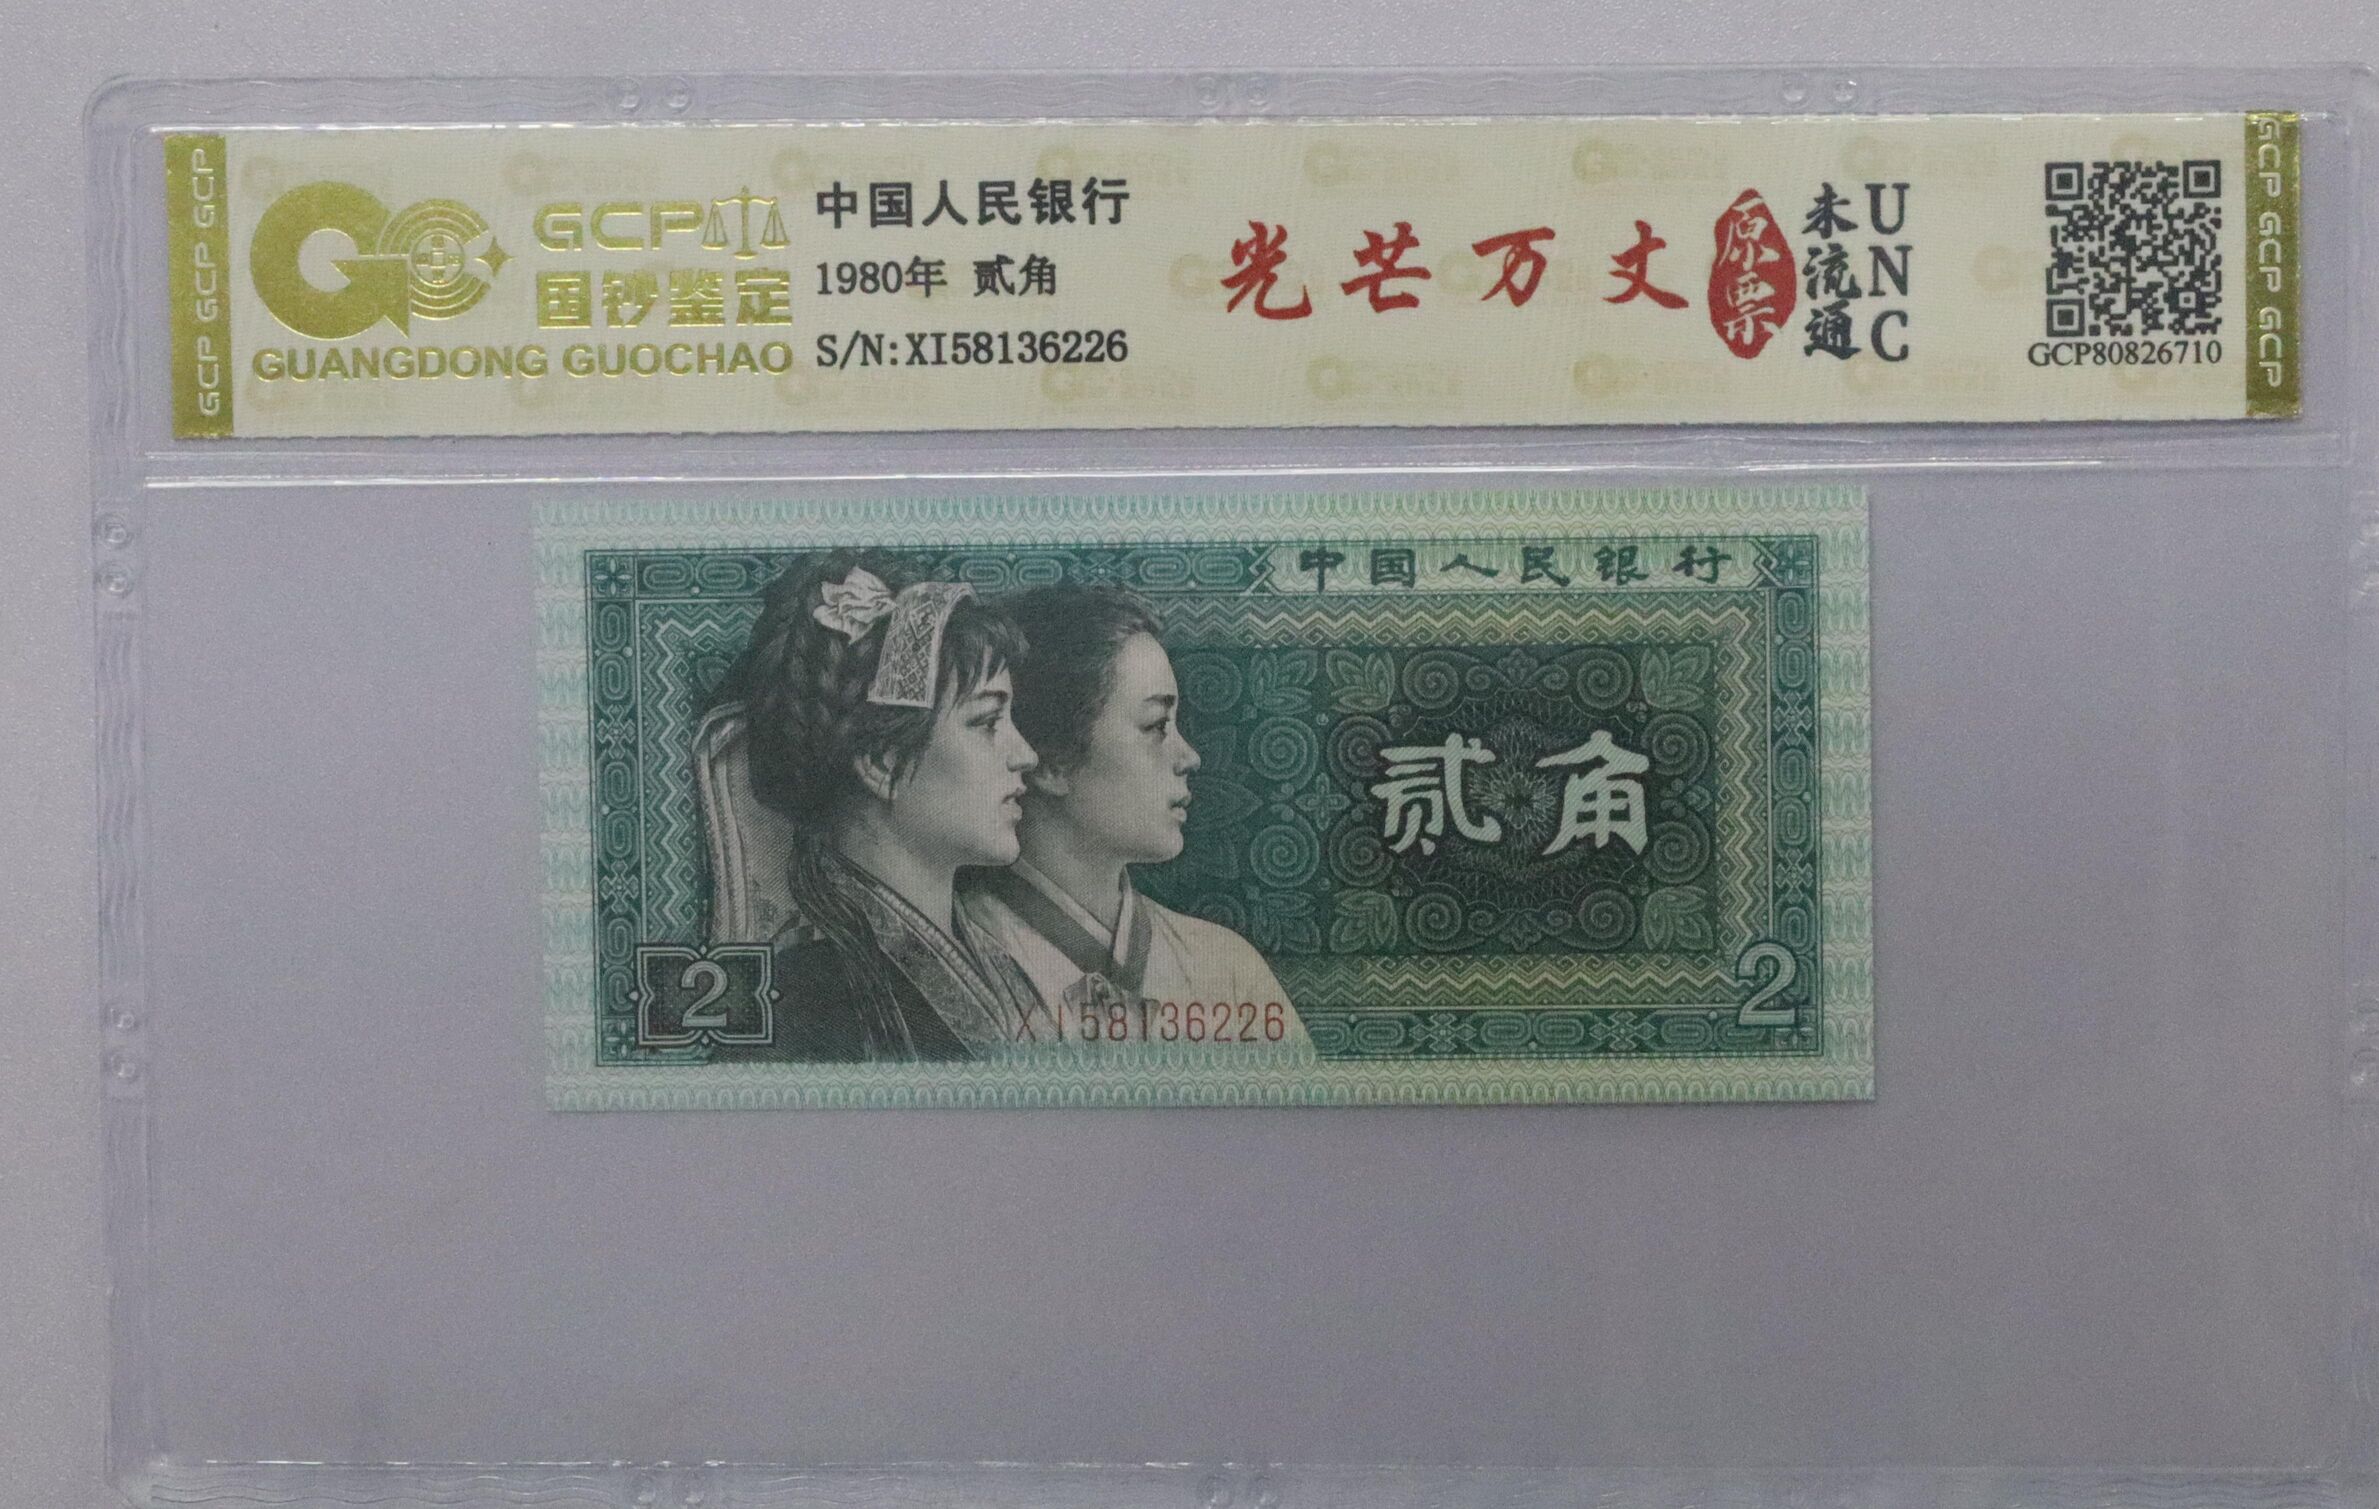 GCP GCP GCP
GCP
国钞鉴定
GUANGDONG GUOCHAO
中国人民银行
1980年 贰角
S/N:XI58136226
光芒万丈
原票
未流通
UNC
GCP80826710
GCP GCP GCP
中国人民银行
贰角
2
XI58136226
2